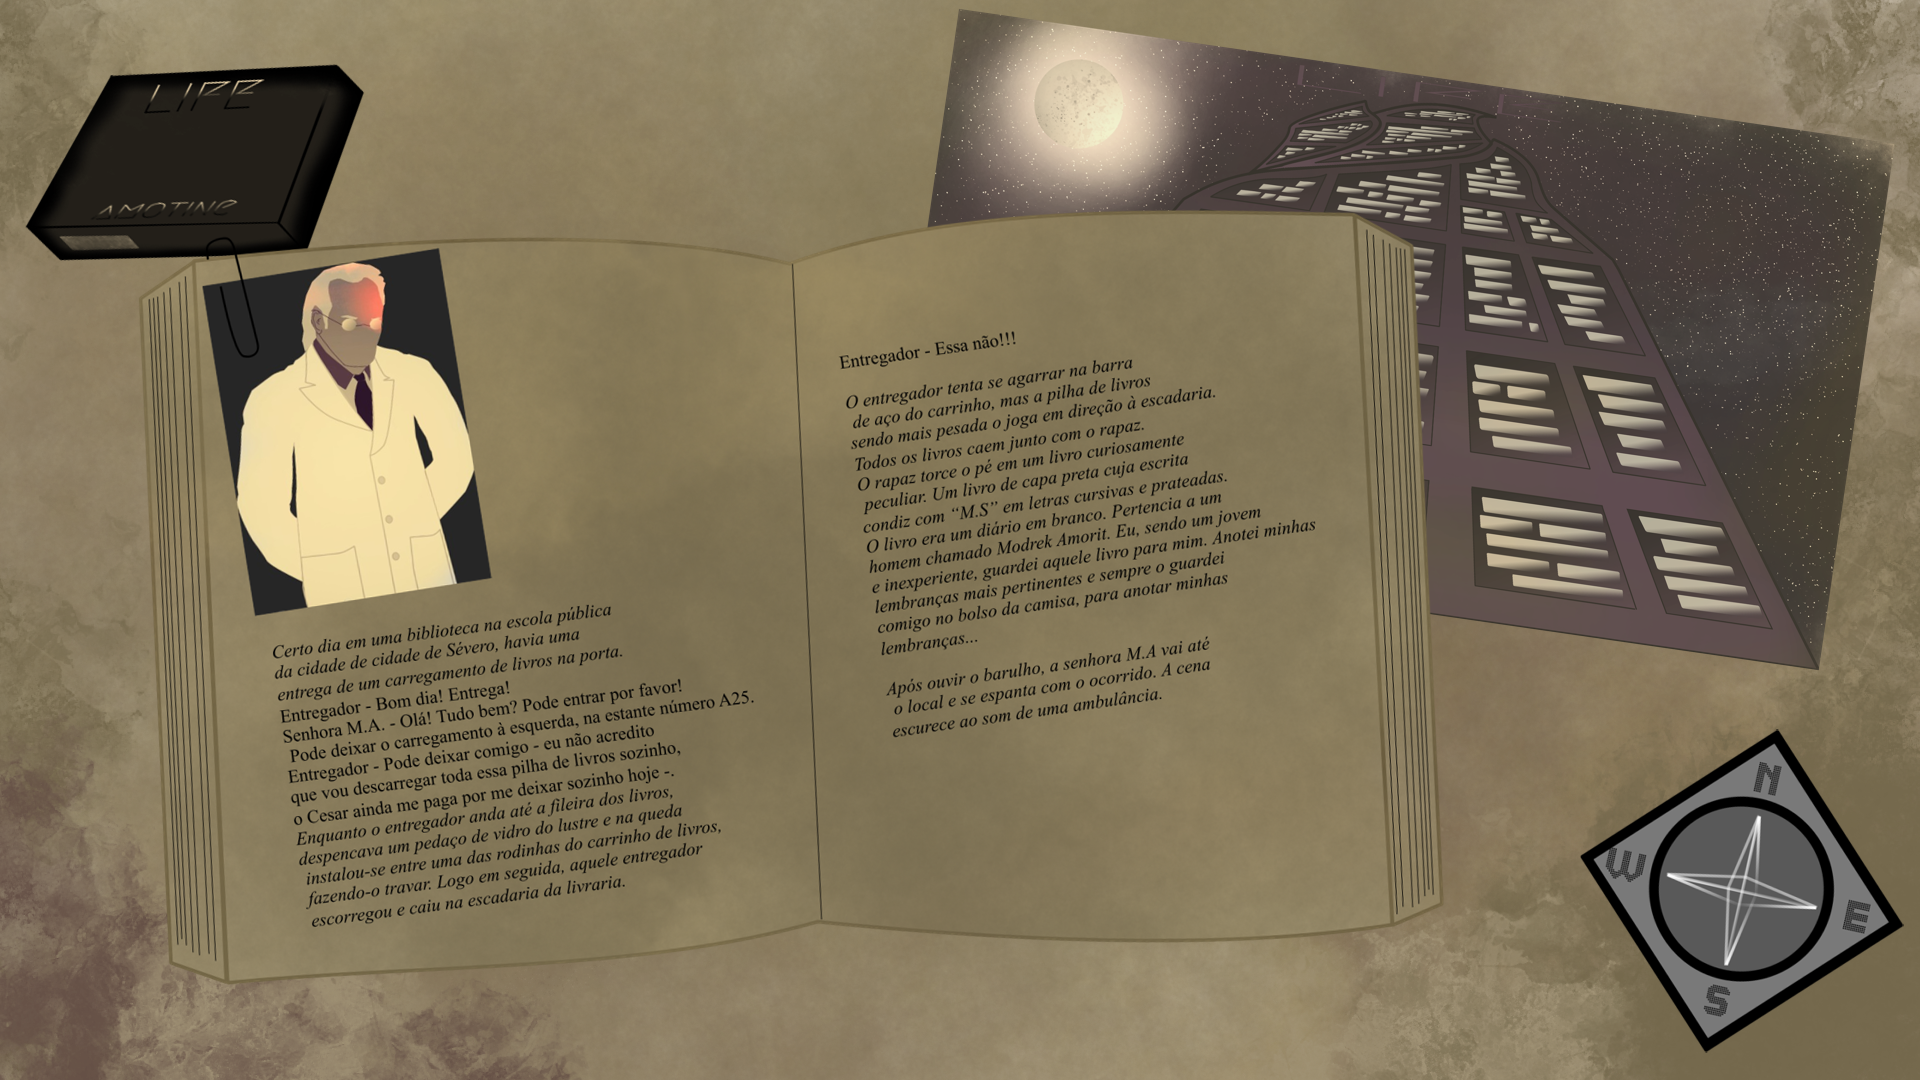 LIFE
AMOTINE
Certo dia em uma biblioteca na escola pública
da cidade de cidade de Sévero, havia uma
entrega de um carregamento de livros na porta.
Entregador - Bom dia! Entrega!
Senhora M.A. - Olá! Tudo bem? Pode entrar por favor!
Pode deixar o carregamento à esquerda, na estante número A25.
Entregador - Pode deixar comigo - eu não acredito
que vou descarregar toda essa pilha de livros sozinho,
o Cesar ainda me paga por me deixar sozinho hoje -.
Enquanto o entregador anda até a fileira dos livros,
despencava um pedaço de vidro do lustre e na queda
instalou-se entre uma das rodinhas do carrinho de livros,
fazendo-o travar. Logo em seguida, aquele entregador
escorregou e caiu na escadaria da livraria.
Entregador - Essa não!!!
O entregador tenta se agarrar na barra
de aço do carrinho, mas a pilha de livros
sendo mais pesada o joga em direção à escadaria.
Todos os livros caem junto com o rapaz.
O rapaz torce o pé em um livro curiosamente
peculiar. Um livro de capa preta cuja escrita
condiz com “M.S” em letras cursivas e prateadas.
O livro era um diário em branco. Pertencia a um
homem chamado Modrek Amorit. Eu, sendo um jovem
e inexperiente, guardei aquele livro para mim. Anotei minhas
lembranças mais pertinentes e sempre o guardei
comigo no bolso da camisa, para anotar minhas
lembranças...
Após ouvir o barulho, a senhora M.A vai até
o local e se espanta com o ocorrido. A cena
escurece ao som de uma ambulância.
N
W
E
S